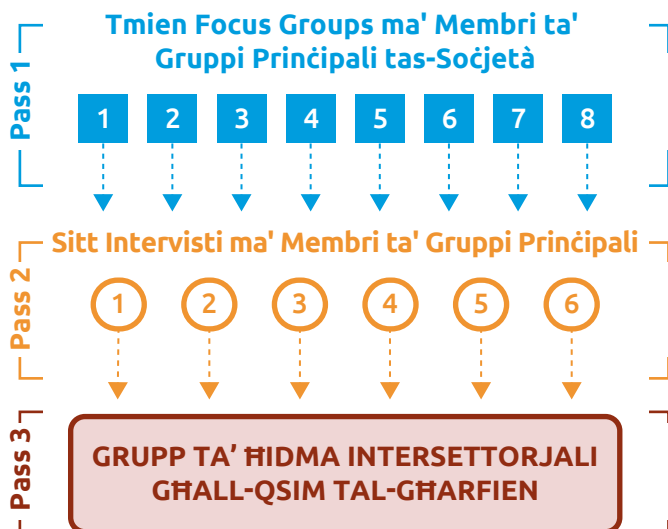 Pass 1
Tmien Focus Groups ma' Membri ta'
Gruppi Prinċipali tas-Soċjetà
1 2 3 4 5 6 7 8
Pass 2
Sitt Intervisti ma' Membri ta' Gruppi Prinċipali
1 2 3 4 5 6
Pass 3
GRUPP TA’ ĦIDMA INTERSETTORJALI
GĦALL-QSIM TAL-GĦARFIEN